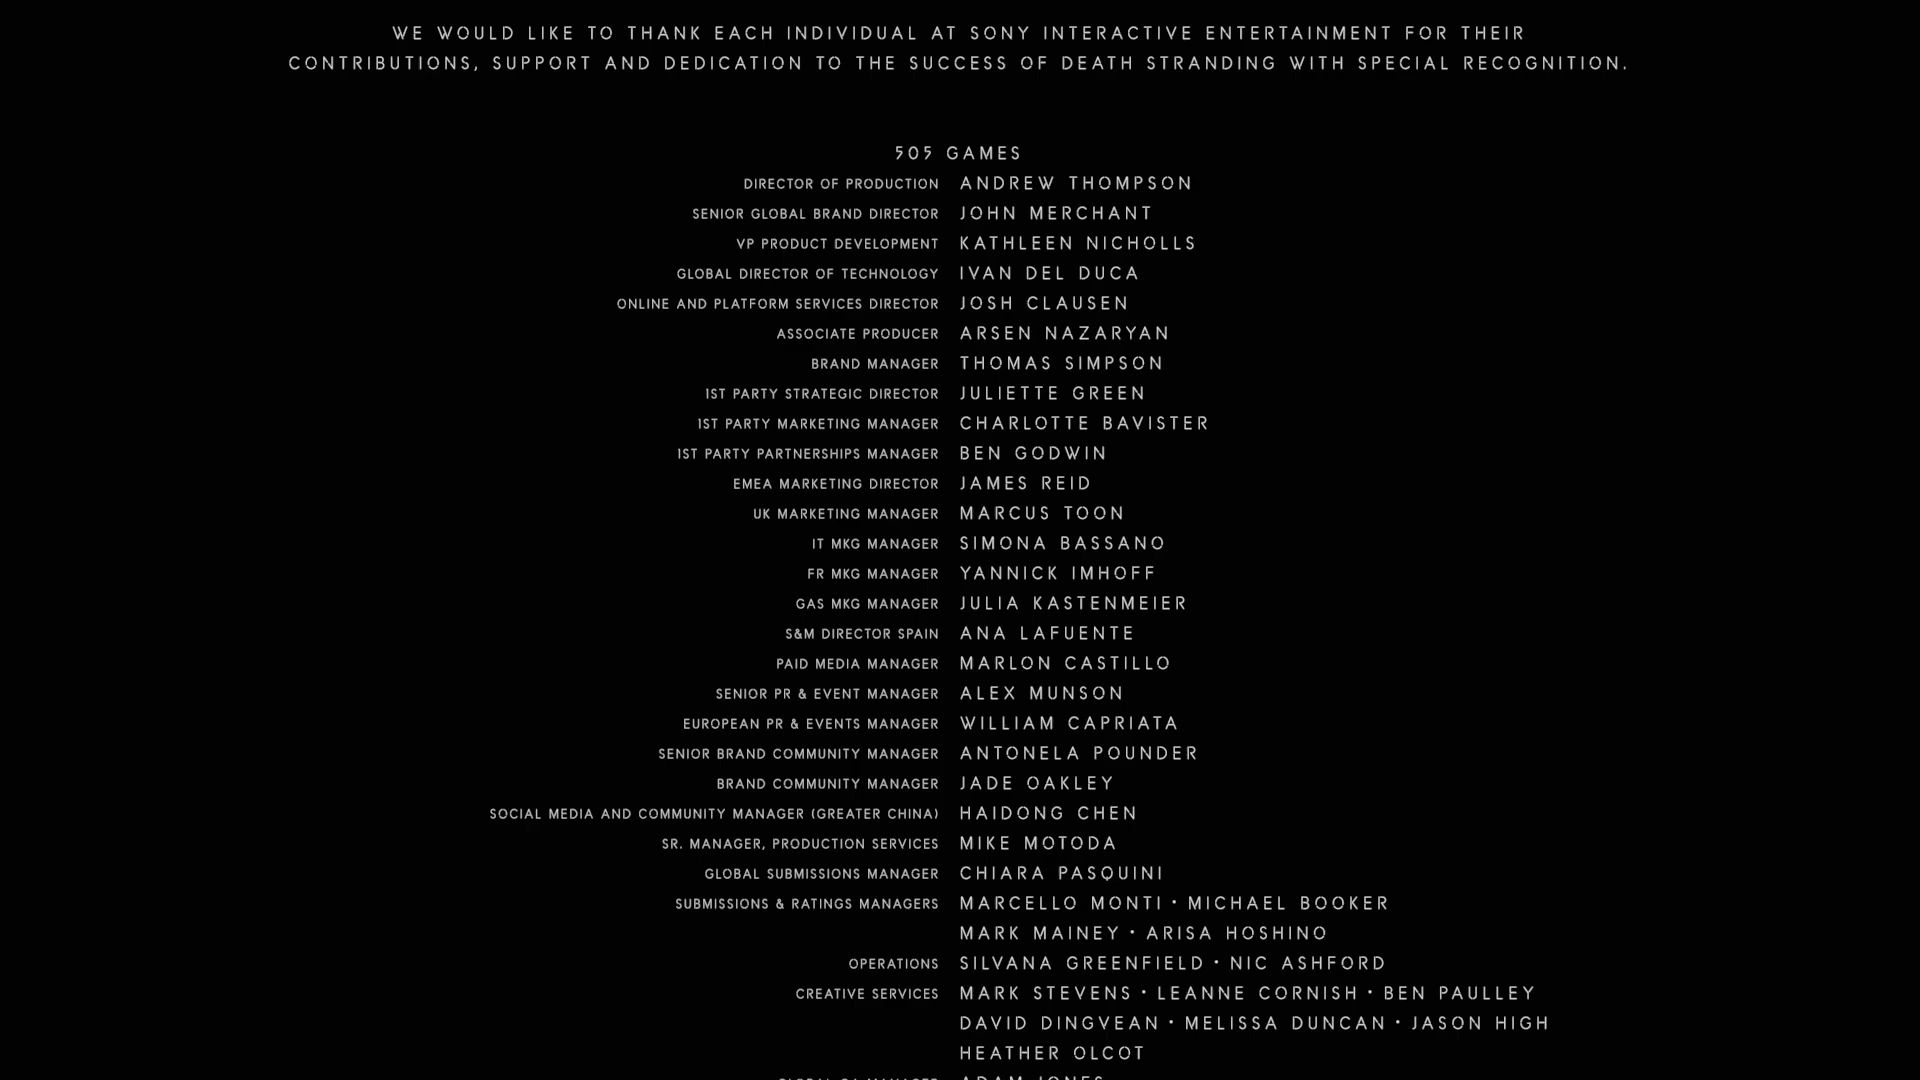 WE WOULD LIKE TO THANK EACH INDIVIDUAL AT SONY INTERACTIVE ENTERTAINMENT FOR THEIR
CONTRIBUTIONS, SUPPORT AND DEDICATION TO THE SUCCESS OF DEATH STRANDING WITH SPECIAL RECOGNITION.
505 GAMES
DIRECTOR OF PRODUCTION ANDREW THOMPSON
SENIOR GLOBAL BRAND DIRECTOR JOHN MERCHANT
VP PRODUCT DEVELOPMENT KATHLEEN NICHOLLS
GLOBAL DIRECTOR OF TECHNOLOGY IVAN DEL DUCA
ONLINE AND PLATFORM SERVICES DIRECTOR JOSH CLAUSEN
ASSOCIATE PRODUCER ARSEN NAZARYAN
BRAND MANAGER THOMAS SIMPSON
1ST PARTY STRATEGIC DIRECTOR JULIETTE GREEN
1ST PARTY MARKETING MANAGER CHARLOTTE BAVISTER
1ST PARTY PARTNERSHIPS MANAGER BEN GODWIN
EMEA MARKETING DIRECTOR JAMES REID
UK MARKETING MANAGER MARCUS TOON
IT MKG MANAGER SIMONA BASSANO
FR MKG MANAGER YANNICK IMHOFF
GAS MKG MANAGER JULIA KASTENMEIER
S&M DIRECTOR SPAIN ANA LAFUENTE
PAID MEDIA MANAGER MARLON CASTILLO
SENIOR PR & EVENT MANAGER ALEX MUNSON
EUROPEAN PR & EVENTS MANAGER WILLIAM CAPRIATA
SENIOR BRAND COMMUNITY MANAGER ANTONELA POUNDER
BRAND COMMUNITY MANAGER JADE OAKLEY
SOCIAL MEDIA AND COMMUNITY MANAGER (GREATER CHINA) HAIDONG CHEN
SR. MANAGER, PRODUCTION SERVICES MIKE MOTODA
GLOBAL SUBMISSIONS MANAGER CHIARA PASQUINI
SUBMISSIONS & RATINGS MANAGERS MARCELLO MONTI・MICHAEL BOOKER
MARK MAINEY・ARISA HOSHINO
OPERATIONS SILVANA GREENFIELD・NIC ASHFORD
CREATIVE SERVICES MARK STEVENS・LEANNE CORNISH・BEN PAULLEY
DAVID DINGVEAN・MELISSA DUNCAN・JASON HIGH
HEATHER OLCOT
ADAM JONES